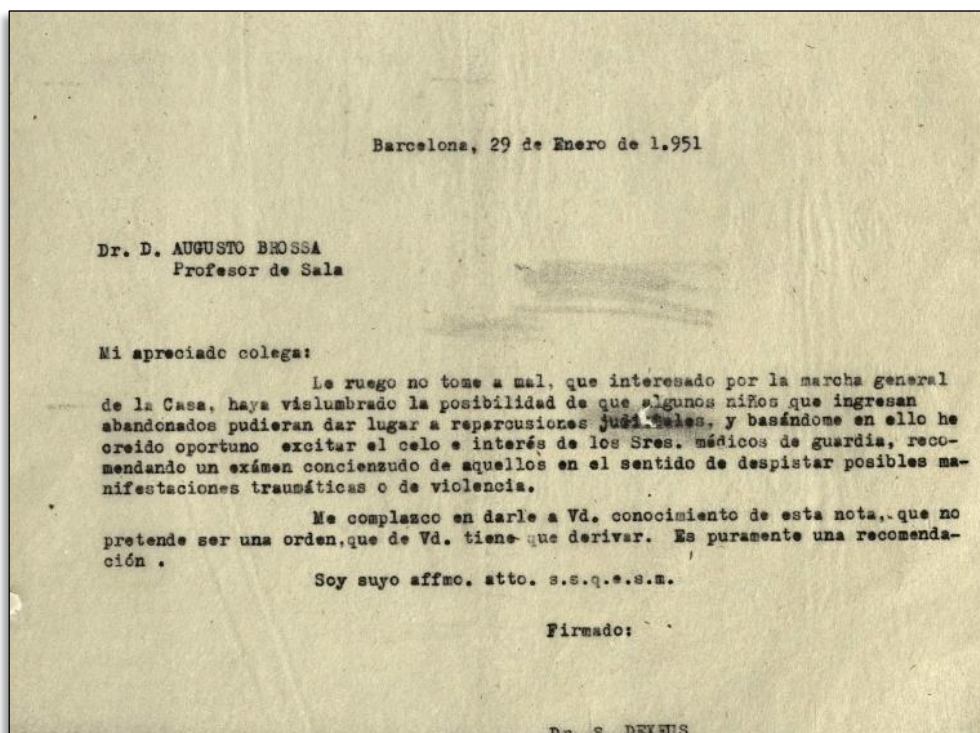 Barcelona, 29 de Enero de 1.951
Dr. D. AUGUSTO BROSSA
Profesor de Sala
Mi apreciado colega:
Le ruego no tome a mal, que interesado por la marcha general
de la Casa, haya vislumbrado la posibilidad de que algunos niños que ingresan
abandonados pudieran dar lugar a repercusiones judiciales, y basándome en ello he
creido oportuno excitar el celo e interés de los Sres. médicos de guardia, reco-
mendando un exámen concienzudo de aquellos en el sentido de despistar posibles ma-
nifestaciones traumáticas o de violencia.
Me complazco en darle a Vd. conocimiento de esta nota, que no
pretende ser una orden,que de Vd. tiene que derivar. Es puramente una recomenda-
ción .
Soy suyo affmo. atto. s.s.q.e.s.m.
Firmado:
Dr. S. DEXEUS